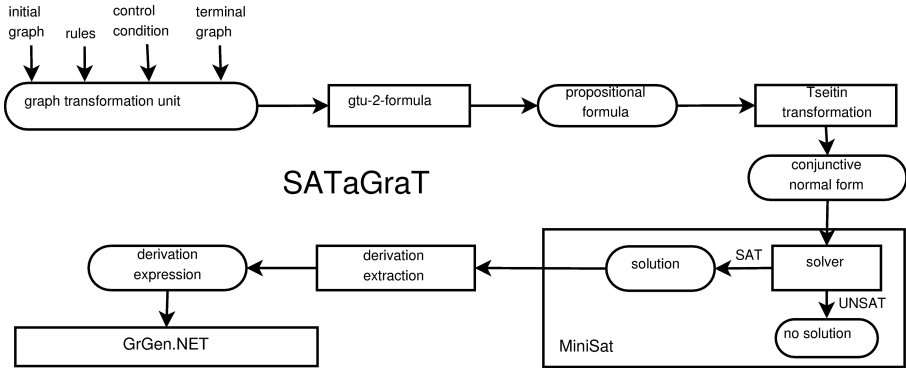 initial
graph
rules
control
condition
terminal
graph
graph transformation unit
gtu-2-formula
propositional
formula
Tseitin
transformation
conjunctive
normal form
SATaGraT
derivation
expression
derivation
extraction
solution
SAT
solver
UNSAT
no solution
MiniSat
GrGen.NET